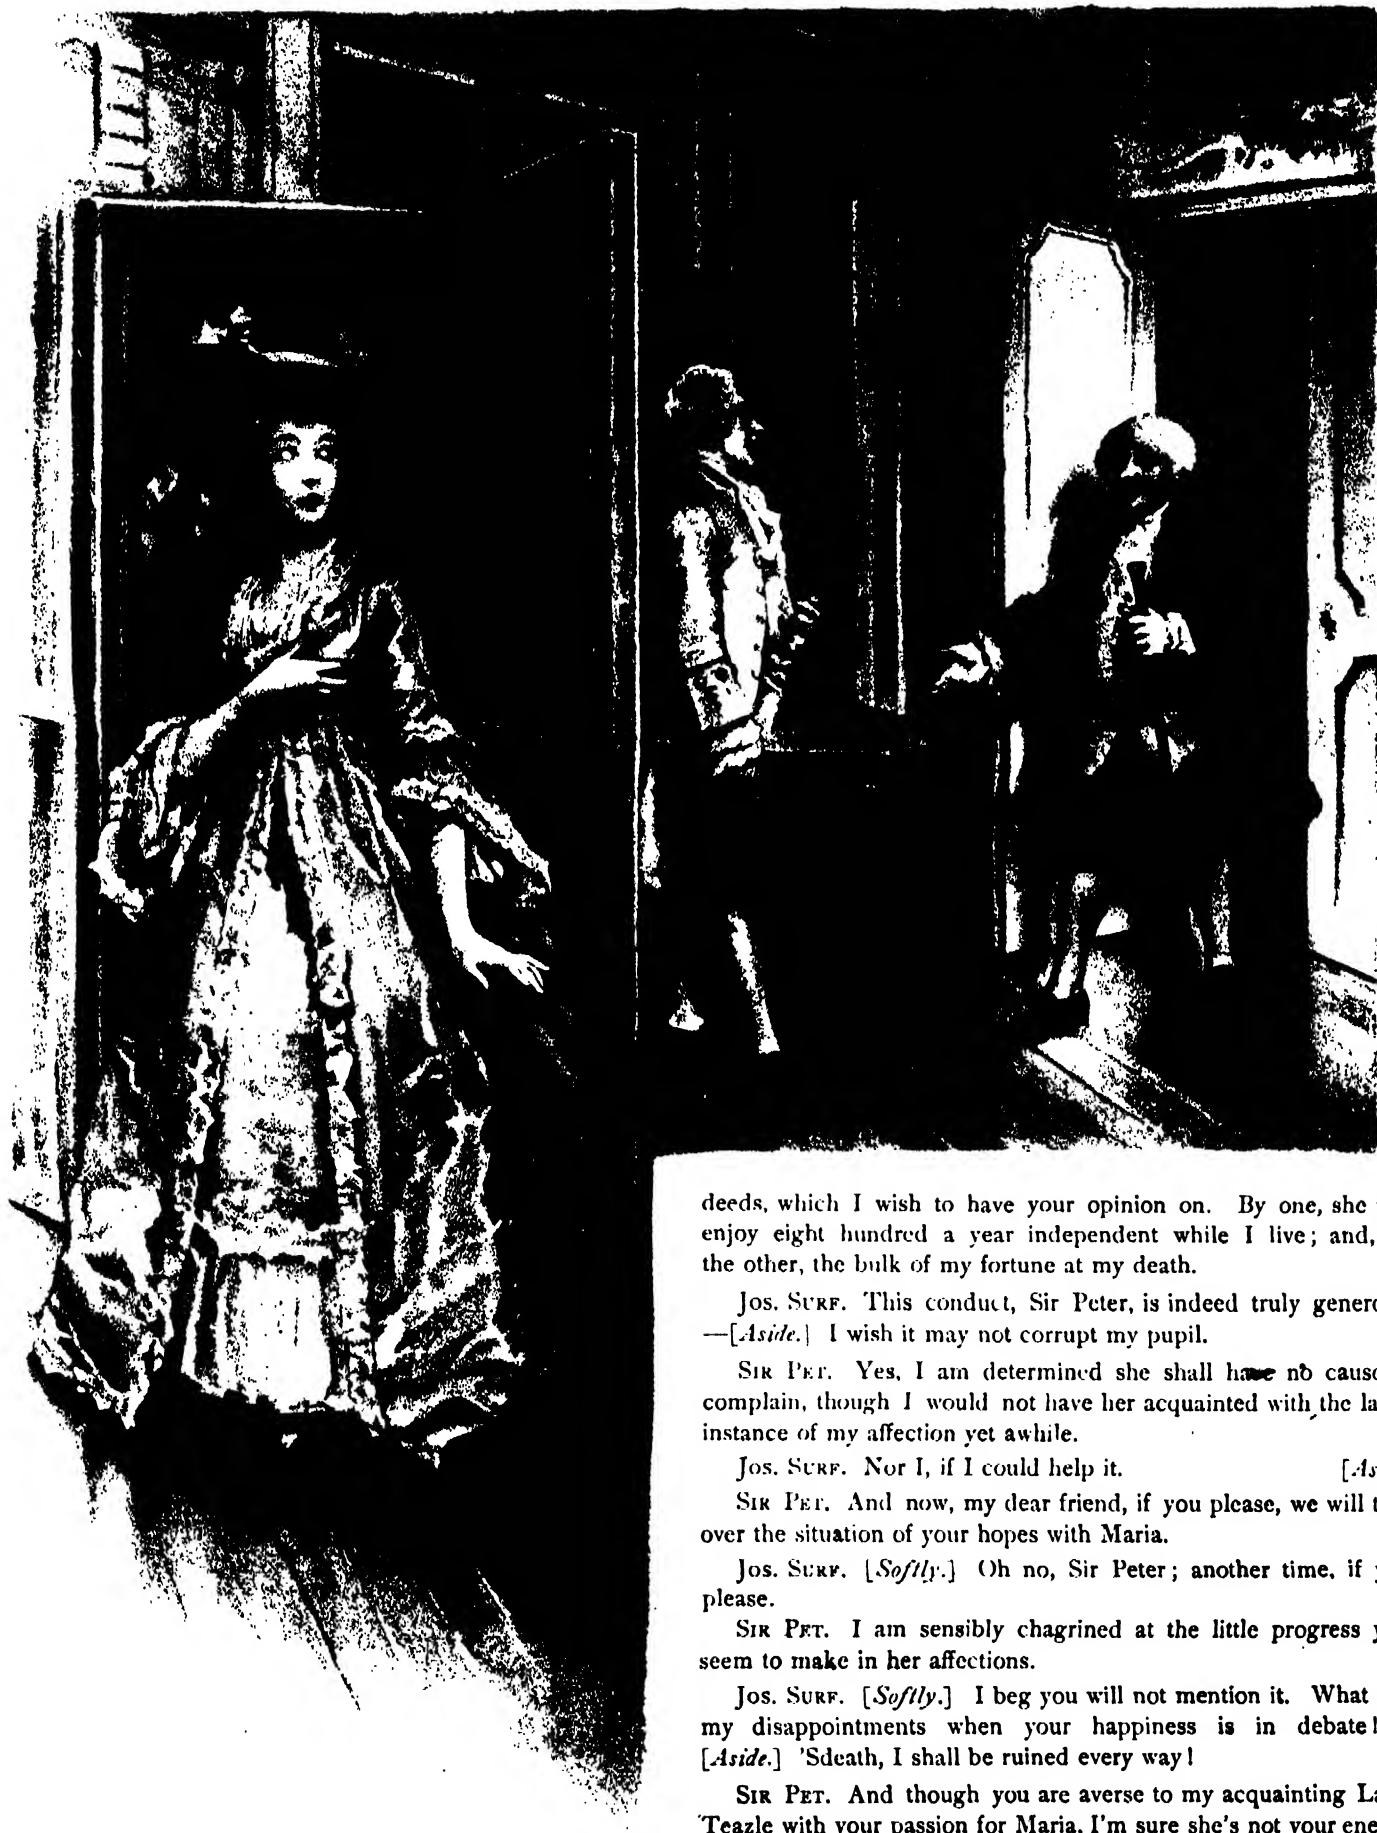 deeds, which I wish to have your opinion on. By one, she
enjoy eight hundred a year independent while I live; and,
the other, the bulk of my fortune at my death.
Jos. Surf. This conduct, Sir Peter, is indeed truly gener
—[Aside.] I wish it may not corrupt my pupil.
Sir Pet. Yes, I am determined she shall have no caus
complain, though I would not have her acquainted with the la
instance of my affection yet awhile.
Jos. Surf. Nor I, if I could help it. [As
Sir Pet. And now, my dear friend, if you please, we will t
over the situation of your hopes with Maria.
Jos. Surf. [Softly.] Oh no, Sir Peter; another time, if y
please.
Sir Pet. I am sensibly chagrined at the little progress y
seem to make in her affections.
Jos. Surf. [Softly.] I beg you will not mention it. What
my disappointments when your happiness is in debate!
[Aside.] 'Sdeath, I shall be ruined every way!
Sir Pet. And though you are averse to my acquainting La
Teazle with your passion for Maria, I'm sure she's not your ene